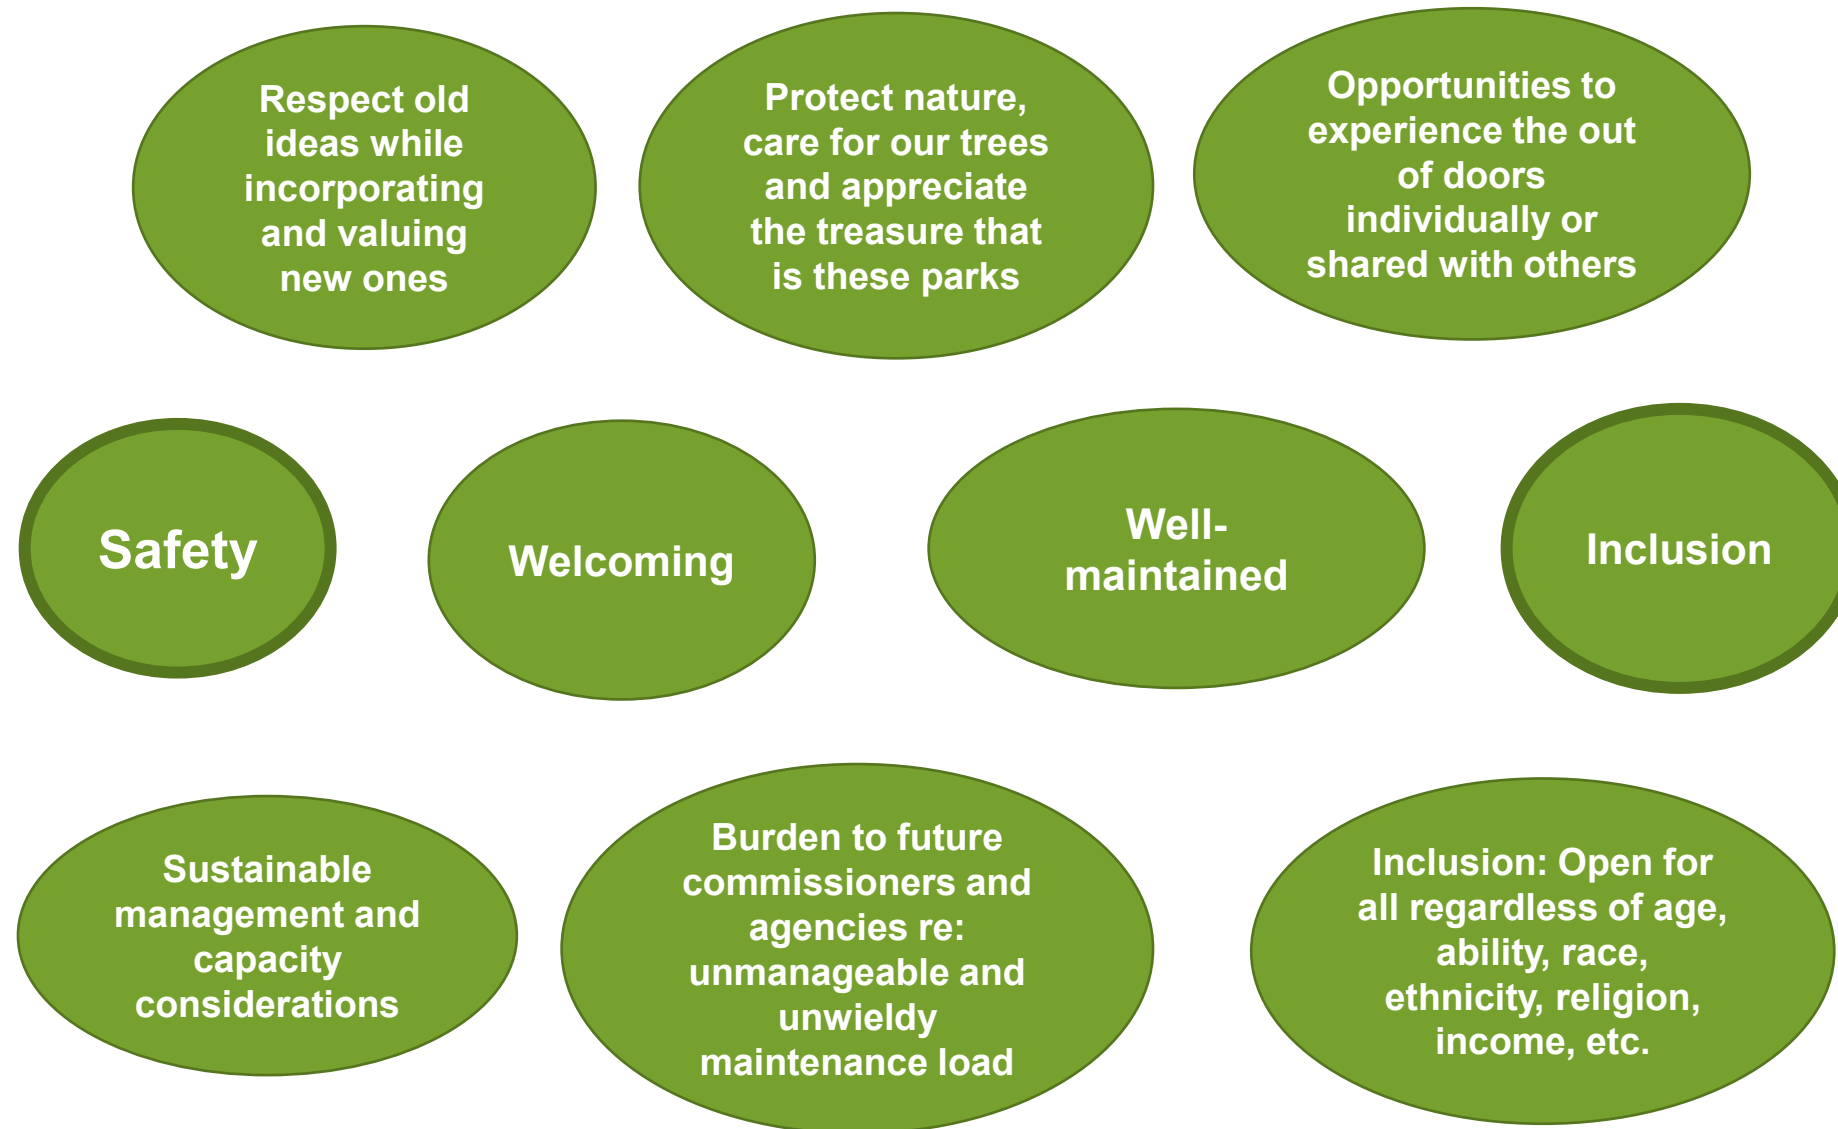 Respect old
ideas while
incorporating
and valuing
new ones
Protect nature,
care for our trees
and appreciate
the treasure that
is these parks
Opportunities to
experience the out
of doors
individually or
shared with others
Safety
Welcoming
Well-
maintained
Inclusion
Sustainable
management and
capacity
considerations
Burden to future
commissioners and
agencies re:
unmanageable and
unwieldy
maintenance load
Inclusion: Open for
all regardless of age,
ability, race,
ethnicity, religion,
income, etc.